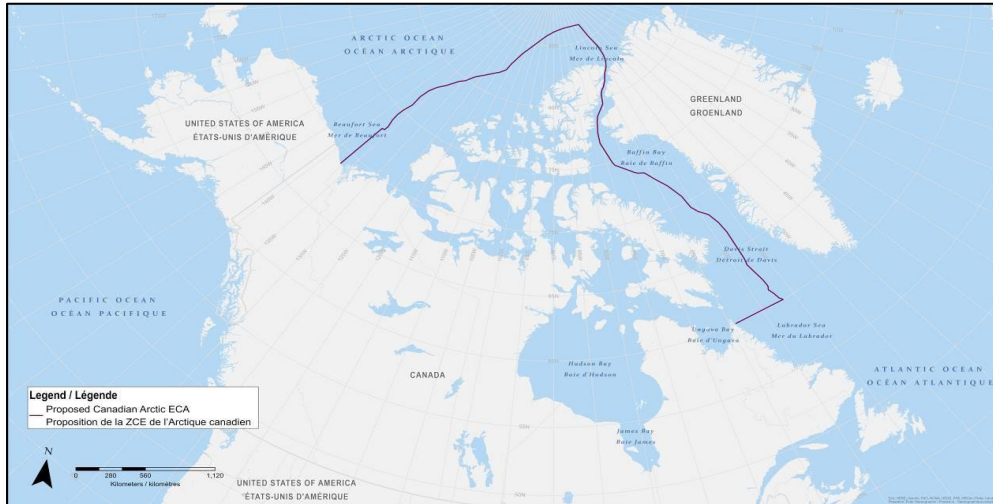 ARCTIC OCEAN
OCÉAN ARCTIQUE
Lincoln Sea
Mer de Lincoln
GREENLAND
GROENLAND
UNITED STATES OF AMERICA
ÉTATS-UNIS D'AMÉRIQUE
Beaufort Sea
Mer de Beaufort
Baffin Bay
Baie de Baffin
Davis Strait
Détroit de Davis
PACIFIC OCEAN
OCÉAN PACIFIQUE
Ungava Bay
Baie d'Ungava
Labrador Sea
Mer du Labrador
Hudson Bay
Baie d'Hudson
CANADA
ATLANTIC OCEAN
OCÉAN ATLANTIQUE
James Bay
Baie James
Legend / Légende
Proposed Canadian Arctic ECA
Proposition de la ZCE de l'Arctique canadien
N
0 280 560 1,120
Kilometers / kilomètres
UNITED STATES OF AMERICA
ÉTATS-UNIS D'AMÉRIQUE